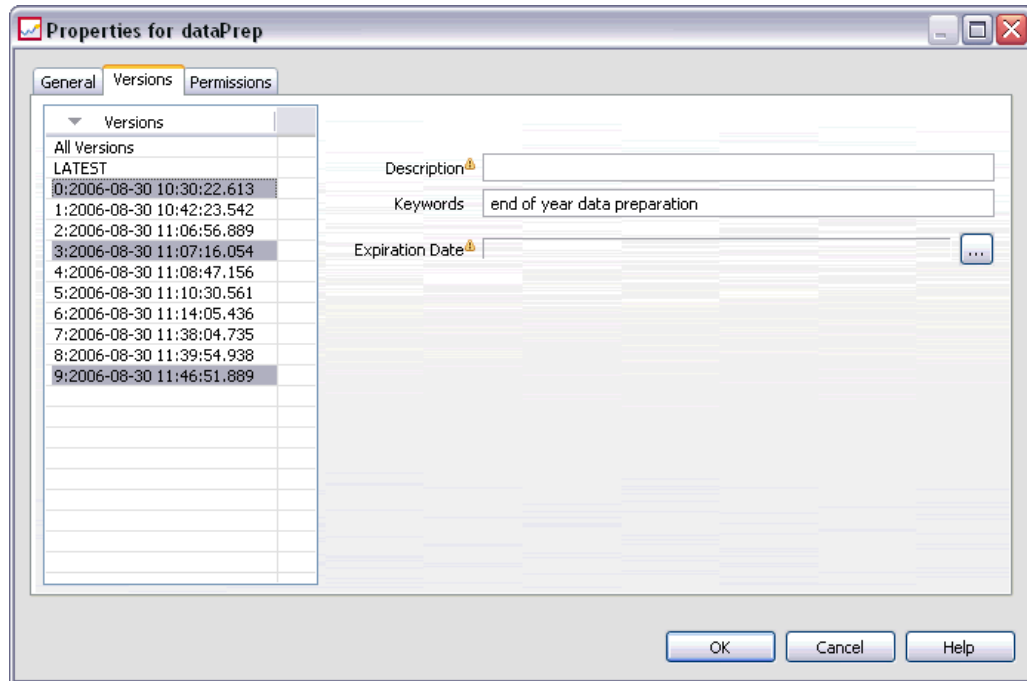 Properties for dataPrep
General Versions Permissions
Versions
All Versions
LATEST
0:2006-08-30 10:30:22.613
1:2006-08-30 10:42:23.542
2:2006-08-30 11:06:56.889
3:2006-08-30 11:07:16.054
4:2006-08-30 11:08:47.156
5:2006-08-30 11:10:30.561
6:2006-08-30 11:14:05.436
7:2006-08-30 11:38:04.735
8:2006-08-30 11:39:54.938
9:2006-08-30 11:46:51.889
Description
Keywords end of year data preparation
Expiration Date ...
OK Cancel Help